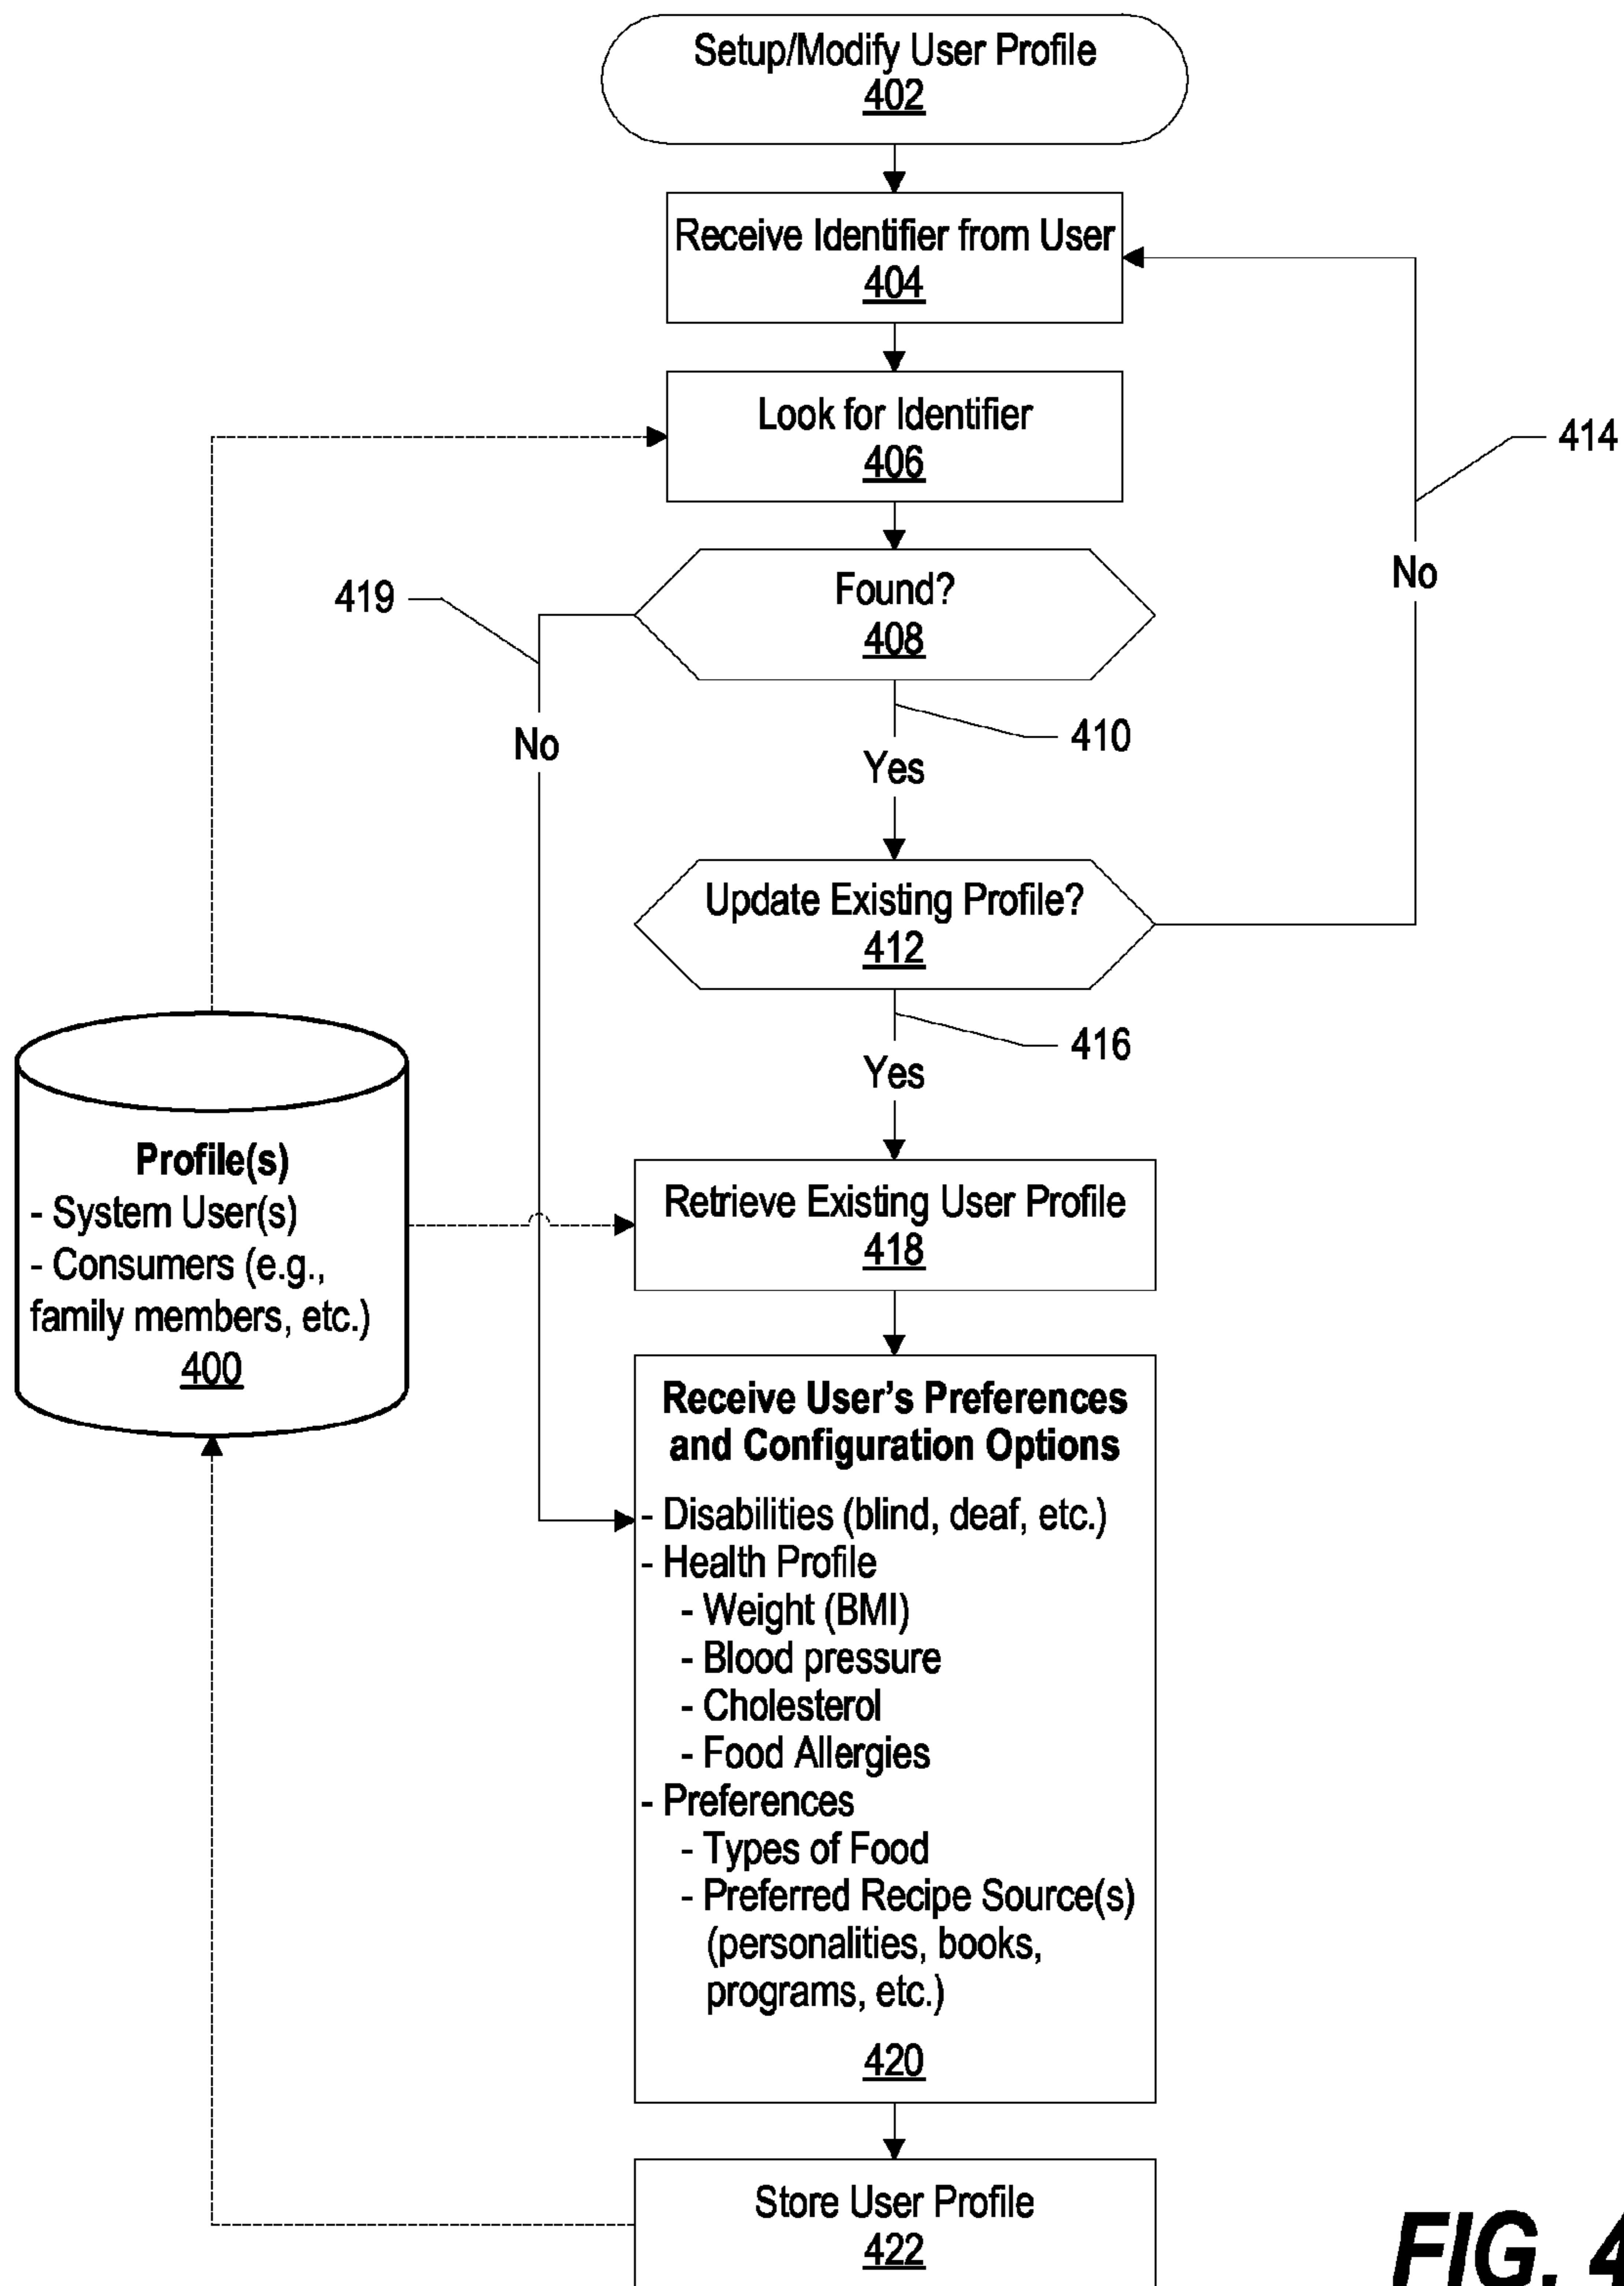 Setup/Modify User Profile
402
Receive Identifier from User
404
Look for Identifier
406
414
No
Found?
408
419
No
410
Yes
Update Existing Profile?
412
416
Yes
Profile(s)
- System User(s)
- Consumers (e.g.,
family members, etc.)
400
Retrieve Existing User Profile
418
Receive User's Preferences
and Configuration Options
- Disabilities (blind, deaf, etc.)
- Health Profile
- Weight (BMI)
- Blood pressure
- Cholesterol
- Food Allergies
- Preferences
- Types of Food
- Preferred Recipe Source(s)
(personalities, books,
programs, etc.)
420
Store User Profile
422
FIG. 4